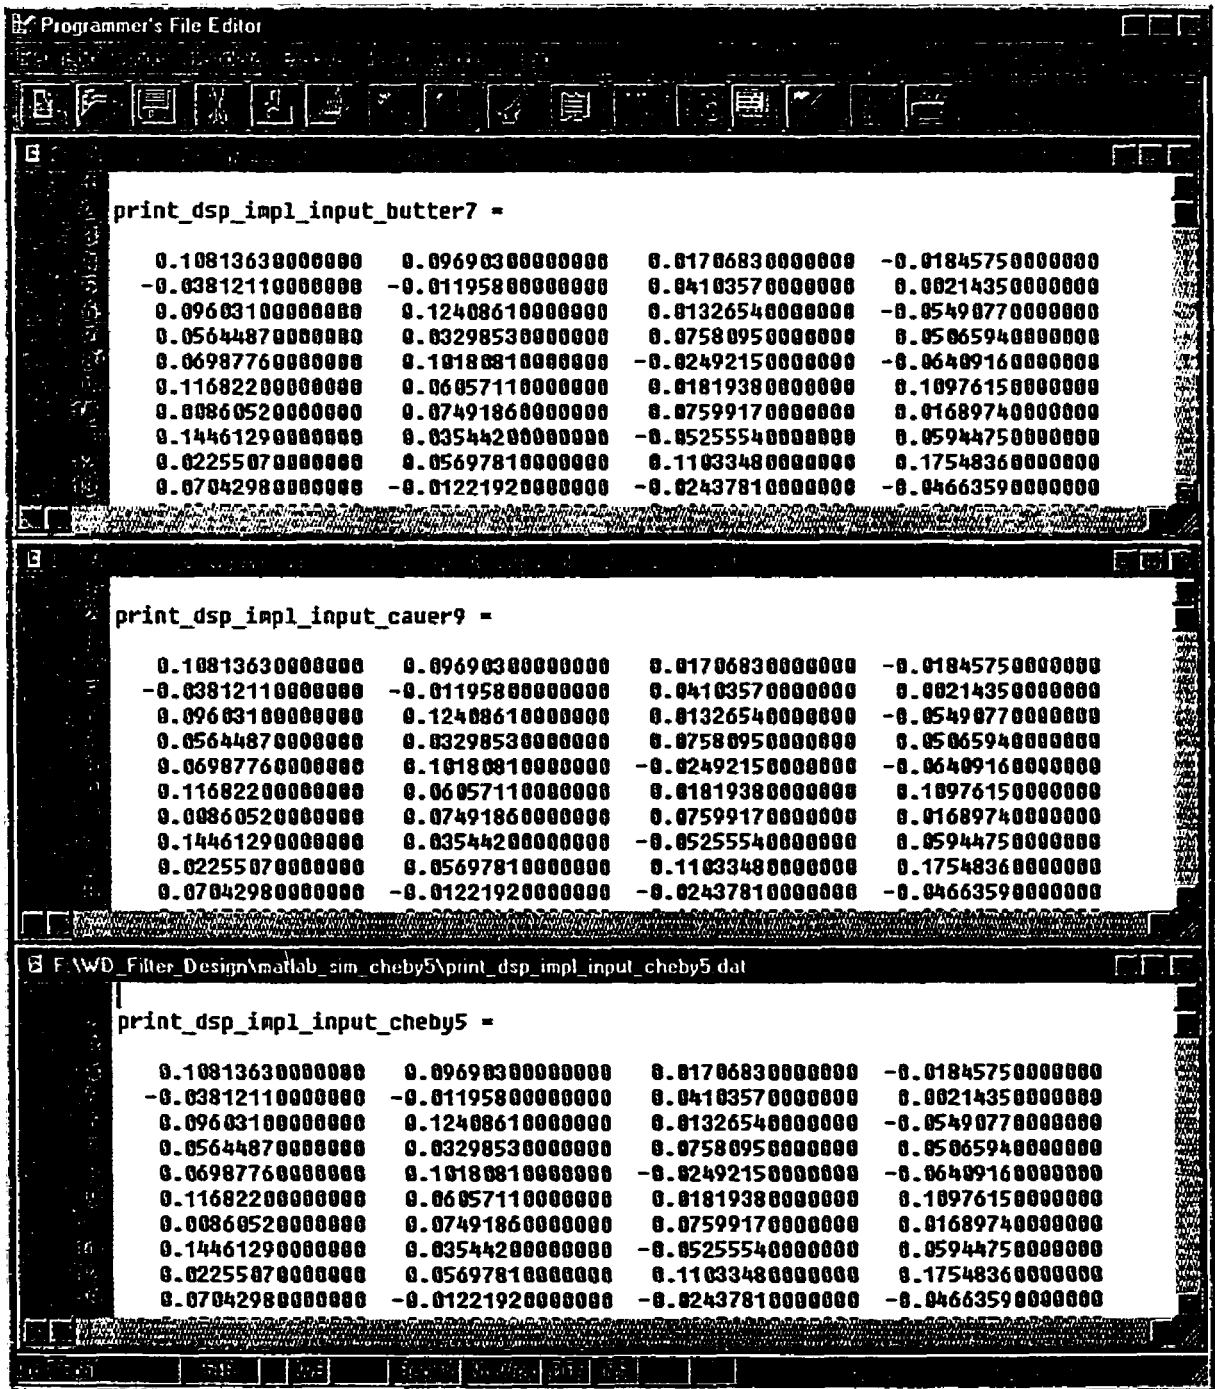 Programmer's File Editor
print_dsp_impl_input_butter7 =
0.10813630000000 0.09690300000000 0.01706830000000 -0.01845750000000
-0.03812110000000 -0.01195800000000 0.04103570000000 0.00214350000000
0.09603100000000 0.12408610000000 0.01326540000000 -0.05490770000000
0.05644870000000 0.03298530000000 0.07580950000000 0.05065940000000
0.06987760000000 0.10180810000000 -0.02492150000000 -0.06409160000000
0.11682200000000 0.06057110000000 0.01819380000000 0.10976150000000
0.00860520000000 0.07491860000000 0.07599170000000 0.01689740000000
0.14461290000000 0.03544200000000 -0.05255540000000 0.05944750000000
0.02255070000000 0.05697810000000 0.11033480000000 0.17548360000000
0.07042980000000 -0.01221920000000 -0.02437810000000 -0.04663590000000
print_dsp_impl_input_cauer9 =
0.10813630000000 0.09690300000000 0.01706830000000 -0.01845750000000
-0.03812110000000 -0.01195800000000 0.04103570000000 0.00214350000000
0.09603100000000 0.12408610000000 0.01326540000000 -0.05490770000000
0.05644870000000 0.03298530000000 0.07580950000000 0.05065940000000
0.06987760000000 0.10180810000000 -0.02492150000000 -0.06409160000000
0.11682200000000 0.06057110000000 0.01819380000000 0.10976150000000
0.00860520000000 0.07491860000000 0.07599170000000 0.01689740000000
0.14461290000000 0.03544200000000 -0.05255540000000 0.05944750000000
0.02255070000000 0.05697810000000 0.11033480000000 0.17548360000000
0.07042980000000 -0.01221920000000 -0.02437810000000 -0.04663590000000
F:\WD_Filter_Design\matlab_sim_cheby5\print_dsp_impl_input_cheby5 dat
print_dsp_impl_input_cheby5 =
0.10813630000000 0.09690300000000 0.01706830000000 -0.01845750000000
-0.03812110000000 -0.01195800000000 0.04103570000000 0.00214350000000
0.09603100000000 0.12408610000000 0.01326540000000 -0.05490770000000
0.05644870000000 0.03298530000000 0.07580950000000 0.05065940000000
0.06987760000000 0.10180810000000 -0.02492150000000 -0.06409160000000
0.11682200000000 0.06057110000000 0.01819380000000 0.10976150000000
0.00860520000000 0.07491860000000 0.07599170000000 0.01689740000000
0.14461290000000 0.03544200000000 -0.05255540000000 0.05944750000000
0.02255070000000 0.05697810000000 0.11033480000000 0.17548360000000
0.07042980000000 -0.01221920000000 -0.02437810000000 -0.04663590000000